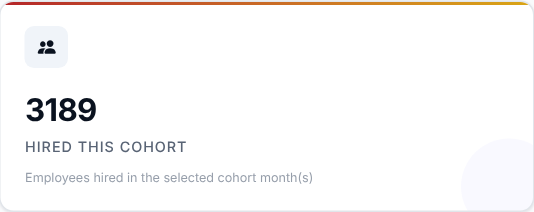 3189
HIRED THIS COHORT
Employees hired in the selected cohort month(s)